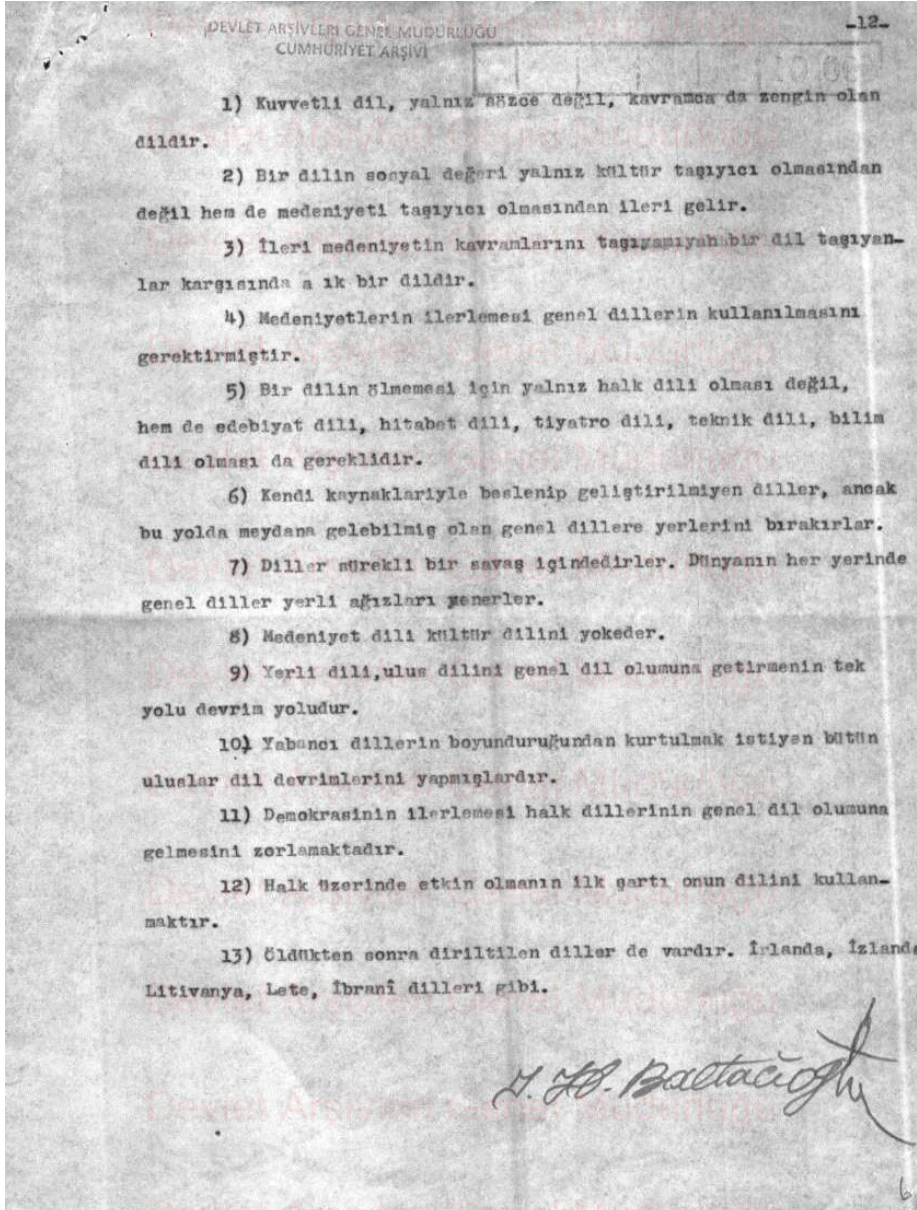 DEVLET ARŞİVLERİ GENEL MÜDÜRLÜĞÜ
CUMHURİYET ARŞİVİ
-12-
1) Kuvvetli dil, yalnız sözce değil, kavramca da zengin olan
dildir.
2) Bir dilin sosyal değeri yalnız kültür taşıyıcı olmasından
değil hem de medeniyeti taşıyıcı olmasından ileri gelir.
3) İleri medeniyetin kavramlarını taşıyamıyan bir dil taşıyan-
lar karşısında a ık bir dildir.
4) Medeniyetlerin ilerlemesi genel dillerin kullanılmasını
gerektirmiştir.
5) Bir dilin ölmemesi için yalnız halk dili olması değil,
hem de edebiyat dili, hitabet dili, tiyatro dili, teknik dili, bilim
dili olması da gereklidir.
6) Kendi kaynaklariyle beslenip geliştirilmiyen diller, ancak
bu yolda meydana gelebilmiş olan genel dillere yerlerini bırakırlar.
7) Diller sürekli bir savaş içindedirler. Dünyanın her yerinde
genel diller yerli ağızları yenerler.
8) Medeniyet dili kültür dilini yokeder.
9) Yerli dili,ulus dilini genel dil olumuna getirmenin tek
yolu devrim yoludur.
10) Yabancı dillerin boyunduruğundan kurtulmak istiyen bütün
uluslar dil devrimlerini yapmışlardır.
11) Demokrasinin ilerlemesi halk dillerinin genel dil olumuna
gelmesini zorlamaktadır.
12) Halk üzerinde etkin olmanın ilk şartı onun dilini kullan-
maktır.
13) Öldükten sonra diriltilen diller de vardır. İrlanda, İzlanda
Litivanya, Lete, İbranî dilleri gibi.
I. H. Baltacıoğlu